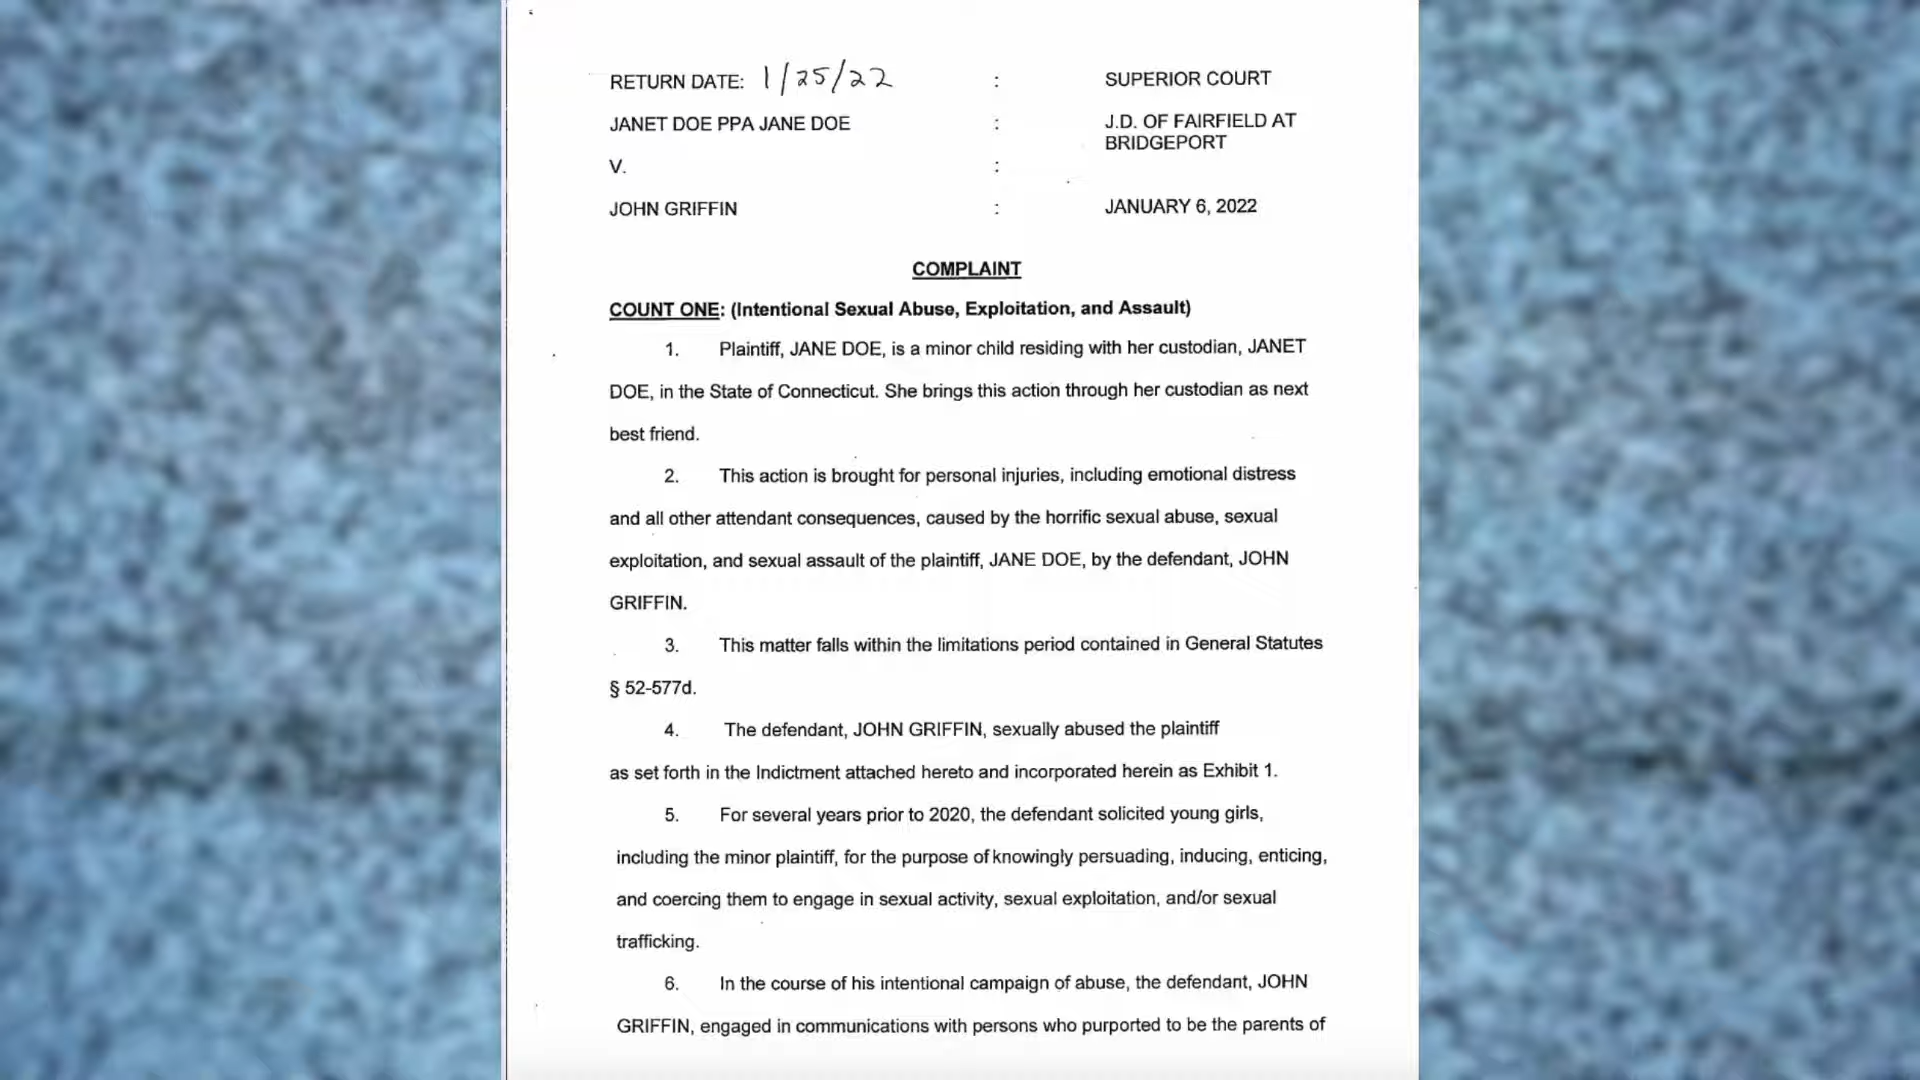 RETURN DATE: 1/25/22 : SUPERIOR COURT
JANET DOE PPA JANE DOE : J.D. OF FAIRFIELD AT
BRIDGEPORT
V. :
JOHN GRIFFIN : JANUARY 6, 2022
COMPLAINT
COUNT ONE: (Intentional Sexual Abuse, Exploitation, and Assault)
1. Plaintiff, JANE DOE, is a minor child residing with her custodian, JANET
DOE, in the State of Connecticut. She brings this action through her custodian as next
best friend.
2. This action is brought for personal injuries, including emotional distress
and all other attendant consequences, caused by the horrific sexual abuse, sexual
exploitation, and sexual assault of the plaintiff, JANE DOE, by the defendant, JOHN
GRIFFIN.
3. This matter falls within the limitations period contained in General Statutes
§ 52-577d.
4. The defendant, JOHN GRIFFIN, sexually abused the plaintiff
as set forth in the Indictment attached hereto and incorporated herein as Exhibit 1.
5. For several years prior to 2020, the defendant solicited young girls,
including the minor plaintiff, for the purpose of knowingly persuading, inducing, enticing,
and coercing them to engage in sexual activity, sexual exploitation, and/or sexual
trafficking.
6. In the course of his intentional campaign of abuse, the defendant, JOHN
GRIFFIN, engaged in communications with persons who purported to be the parents of